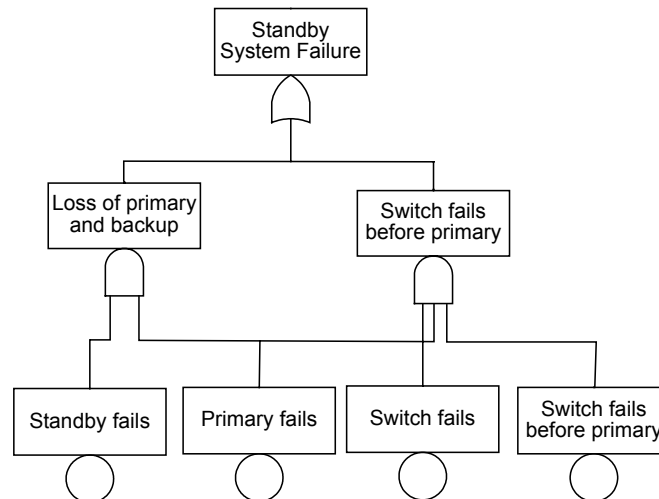 Standby
System Failure
Loss of primary
and backup
Switch fails
before primary
Standby fails
Primary fails
Switch fails
Switch fails
before primary